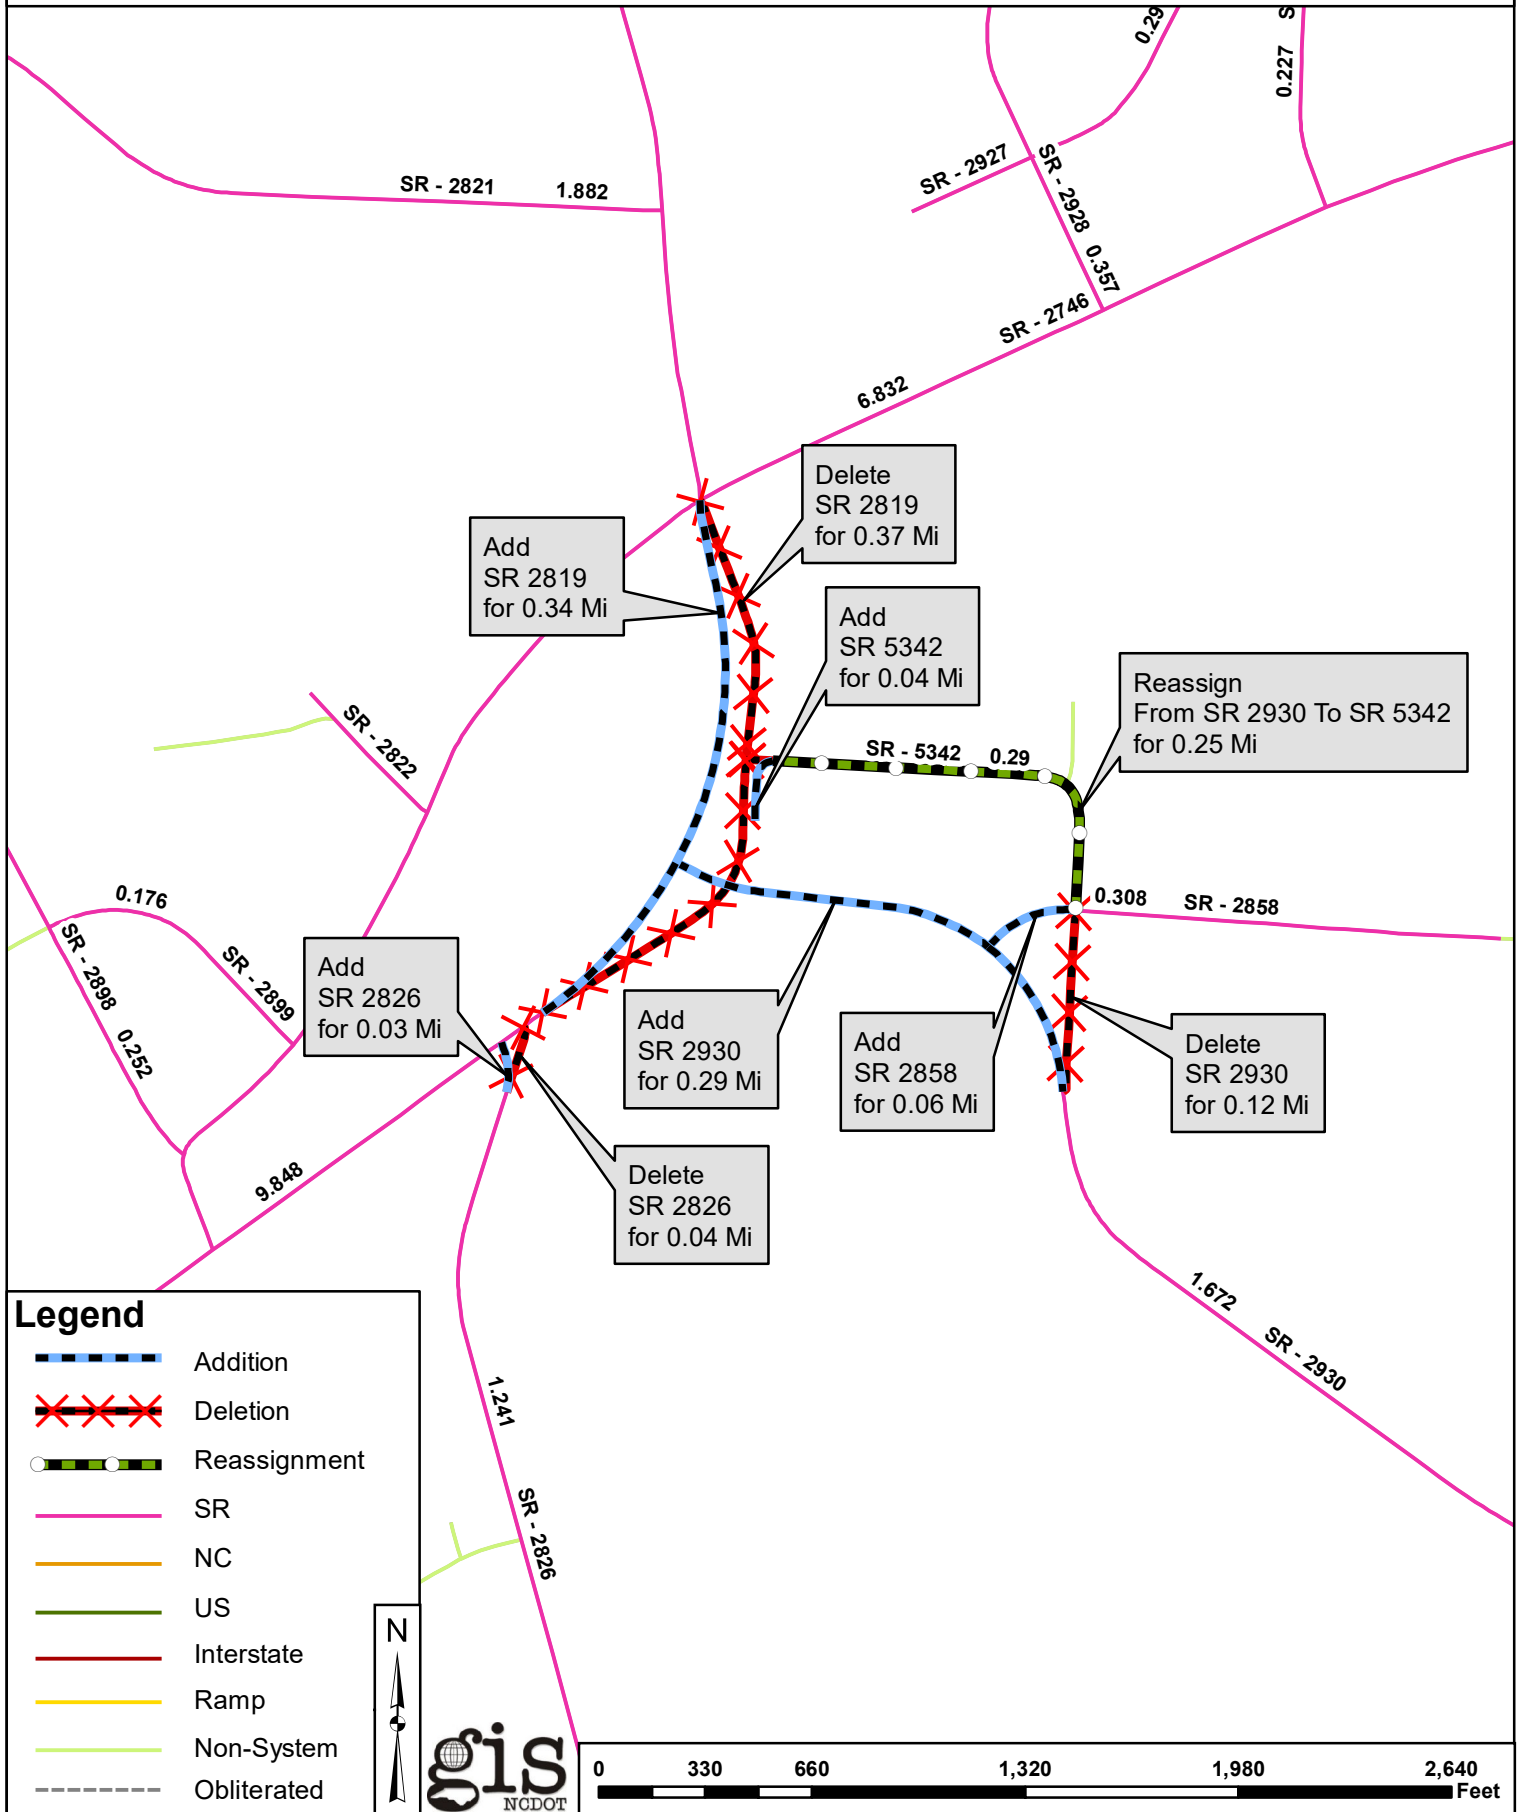 0.29
S
0.227
SR - 2927
SR - 2928 0.357
SR - 2821 1.882
SR - 2746
6.832
Delete
SR 2819
for 0.37 Mi
Add
SR 2819
for 0.34 Mi
Add
SR 5342
for 0.04 Mi
Reassign
From SR 2930 To SR 5342
for 0.25 Mi
SR - 2822
SR - 5342 0.29
0.176
SR - 2899
SR - 2898 0.252
0.308 SR - 2858
Add
SR 2826
for 0.03 Mi
Add
SR 2930
for 0.29 Mi
Add
SR 2858
for 0.06 Mi
Delete
SR 2930
for 0.12 Mi
Delete
SR 2826
for 0.04 Mi
9.848
1.672
SR - 2930
1.241
SR - 2826
Legend
Addition
Deletion
Reassignment
SR
NC
US
Interstate
Ramp
Non-System
Obliterated
N
gis
NCDOT
0 330 660 1,320 1,980 2,640
Feet